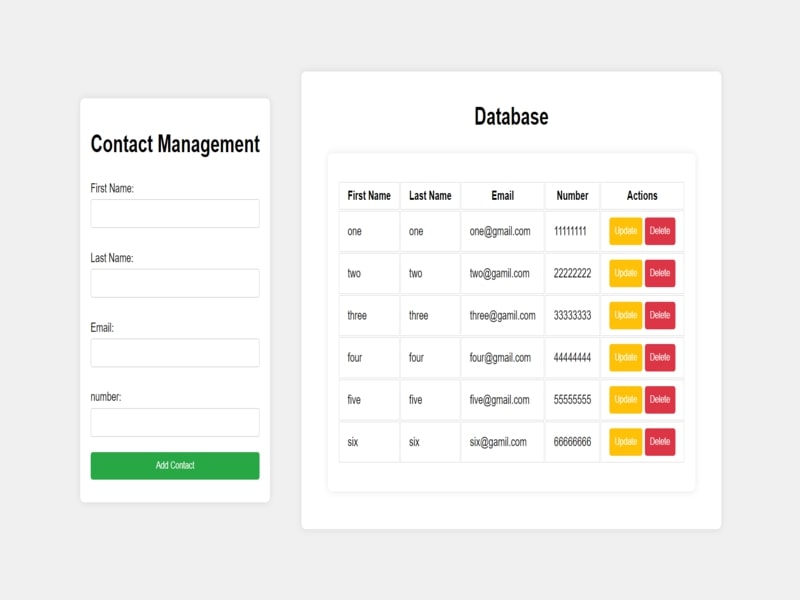 Contact Management
First Name:
Last Name:
Email:
number:
Add Contact
Database
First Name Last Name Email Number Actions
one one one@gmail.com 11111111 Update Delete
two two two@gamil.com 22222222 Update Delete
three three three@gamil.com 33333333 Update Delete
four four four@gmail.com 44444444 Update Delete
five five five@gmail.com 55555555 Update Delete
six six six@gamil.com 66666666 Update Delete